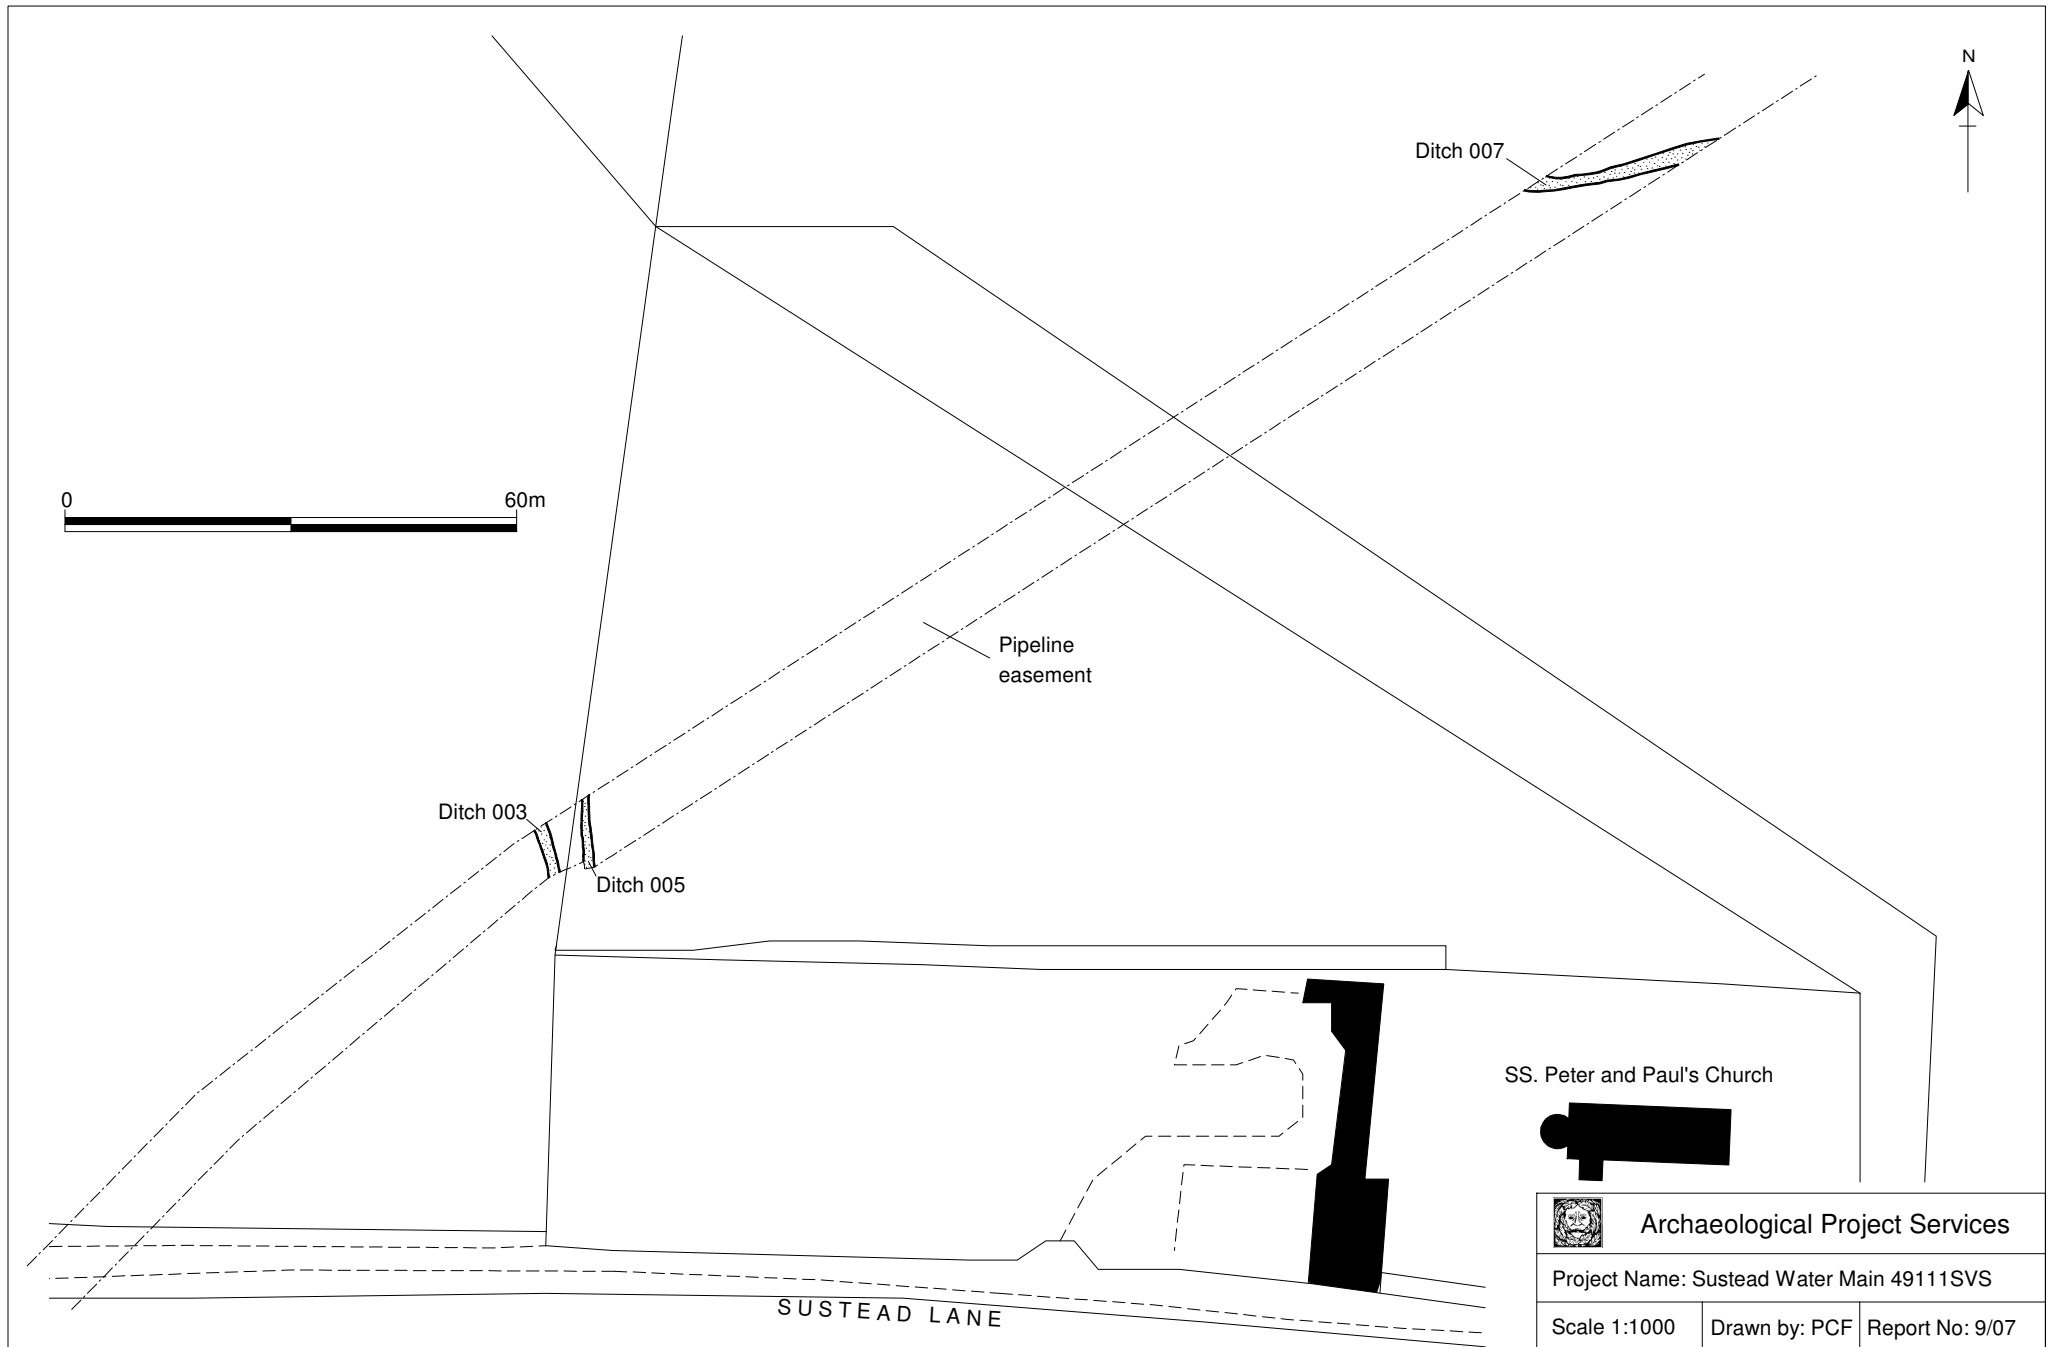 N
Ditch 007
0 60m
Pipeline
easement
Ditch 003
Ditch 005
SS. Peter and Paul's Church
SUSTEAD LANE
Archaeological Project Services
Project Name: Sustead Water Main 49111SVS
Scale 1:1000 Drawn by: PCF Report No: 9/07